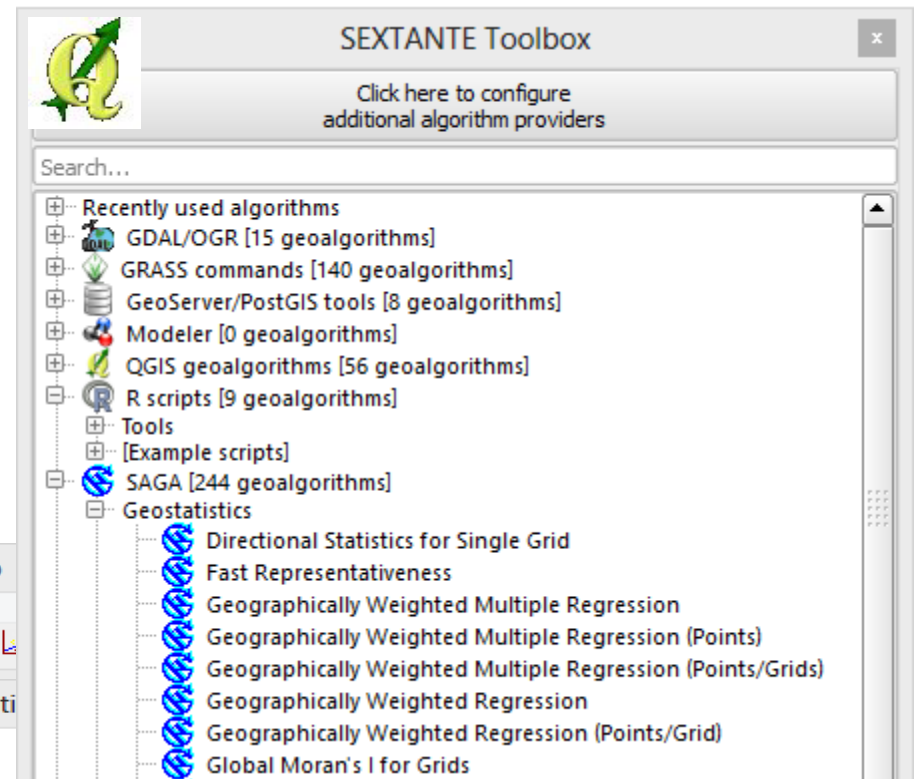 SEXTANTE Toolbox
x
Click here to configure
additional algorithm providers
Search...
Recently used algorithms
GDAL/OGR [15 geoalgorithms]
GRASS commands [140 geoalgorithms]
GeoServer/PostGIS tools [8 geoalgorithms]
Modeler [0 geoalgorithms]
QGIS geoalgorithms [56 geoalgorithms]
R scripts [9 geoalgorithms]
Tools
[Example scripts]
SAGA [244 geoalgorithms]
Geostatistics
Directional Statistics for Single Grid
Fast Representativeness
Geographically Weighted Multiple Regression
Geographically Weighted Multiple Regression (Points)
Geographically Weighted Multiple Regression (Points/Grids)
Geographically Weighted Regression
ti
Geographically Weighted Regression (Points/Grid)
Global Moran's I for Grids